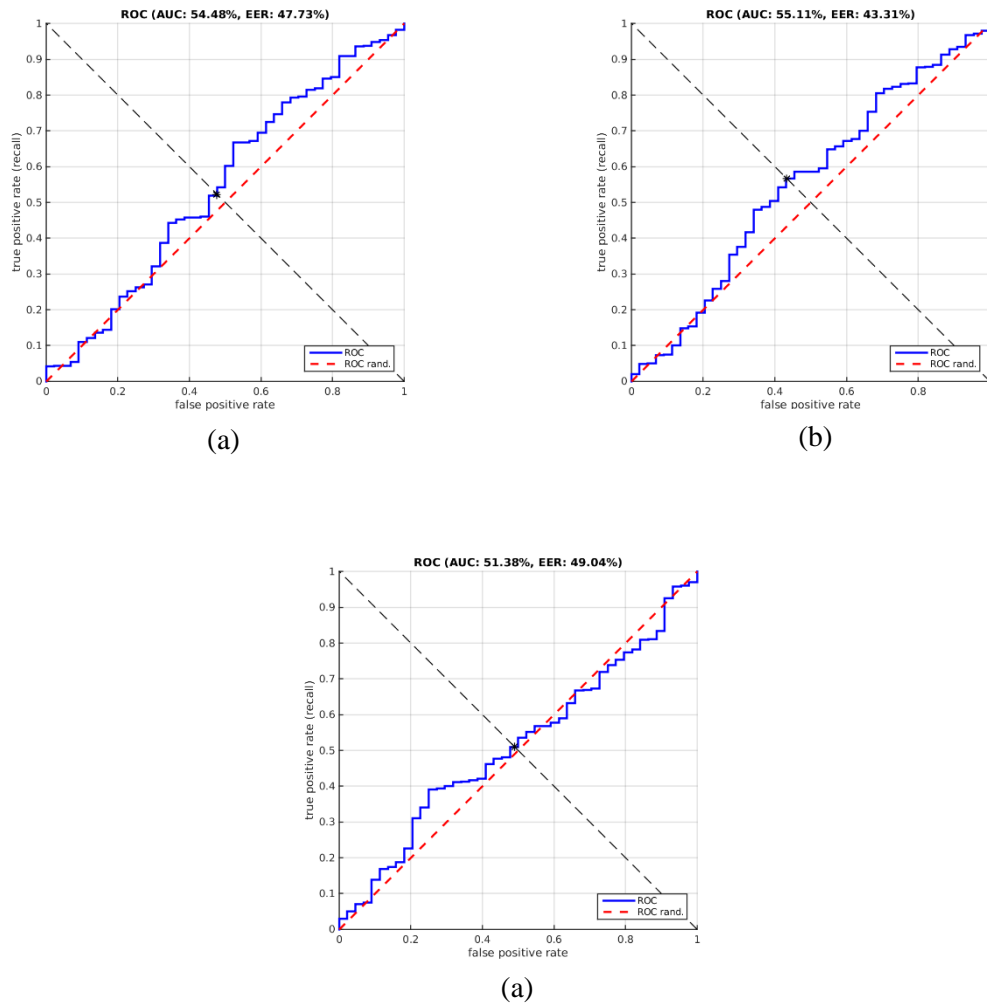 ROC (AUC: 54.48%, EER: 47.73%)
1
0.9
0.8
0.7
0.6
0.5
0.4
0.3
0.2
0.1
0
true positive rate (recall)
ROC
ROC rand.
0 0.2 0.4 0.6 0.8 1
false positive rate
(a)
ROC (AUC: 55.11%, EER: 43.31%)
1
0.9
0.8
0.7
0.6
0.5
0.4
0.3
0.2
0.1
0
true positive rate (recall)
ROC
ROC rand.
0 0.2 0.4 0.6 0.8
false positive rate
(b)
ROC (AUC: 51.38%, EER: 49.04%)
1
0.9
0.8
0.7
0.6
0.5
0.4
0.3
0.2
0.1
0
true positive rate (recall)
ROC
ROC rand.
0 0.2 0.4 0.6 0.8 1
false positive rate
(a)